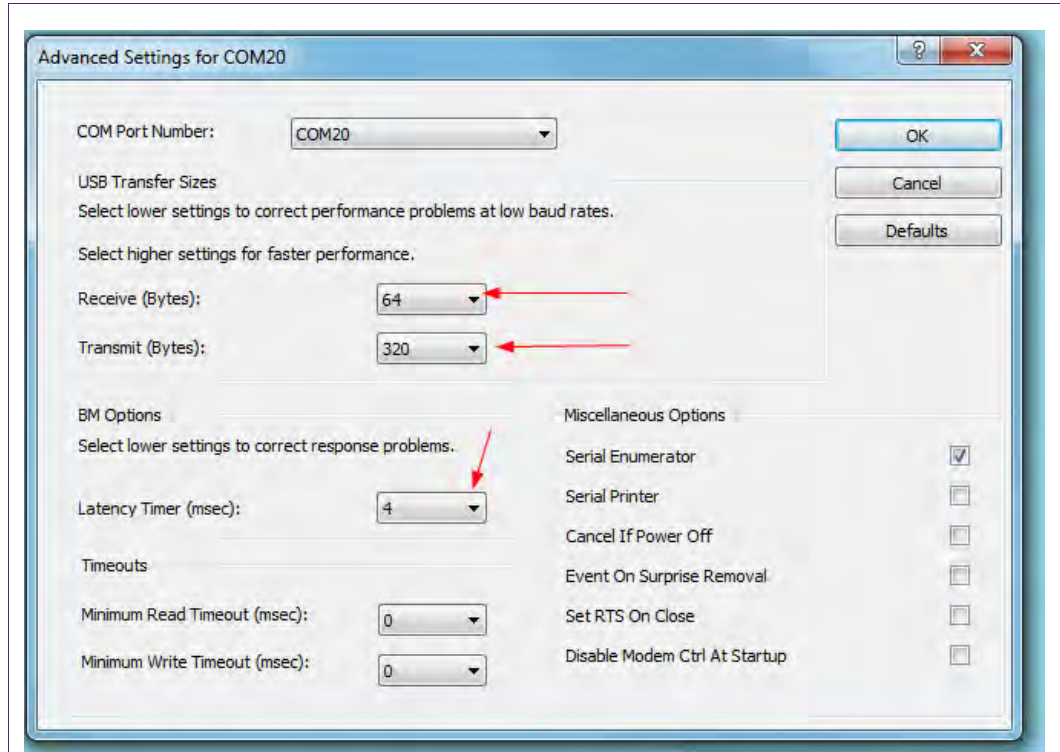 Advanced Settings for COM20
?
COM Port Number:
COM20
OK
USB Transfer Sizes
Cancel
Select lower settings to correct performance problems at low baud rates.
Defaults
Select higher settings for faster performance.
Receive (Bytes):
64
Transmit (Bytes):
320
BM Options
Select lower settings to correct response problems.
Latency Timer (msec):
4
Timeouts
Minimum Read Timeout (msec):
0
Minimum Write Timeout (msec):
0
Miscellaneous Options
Serial Enumerator
Serial Printer
Cancel If Power Off
Event On Surprise Removal
Set RTS On Close
Disable Modem Ctrl At Startup